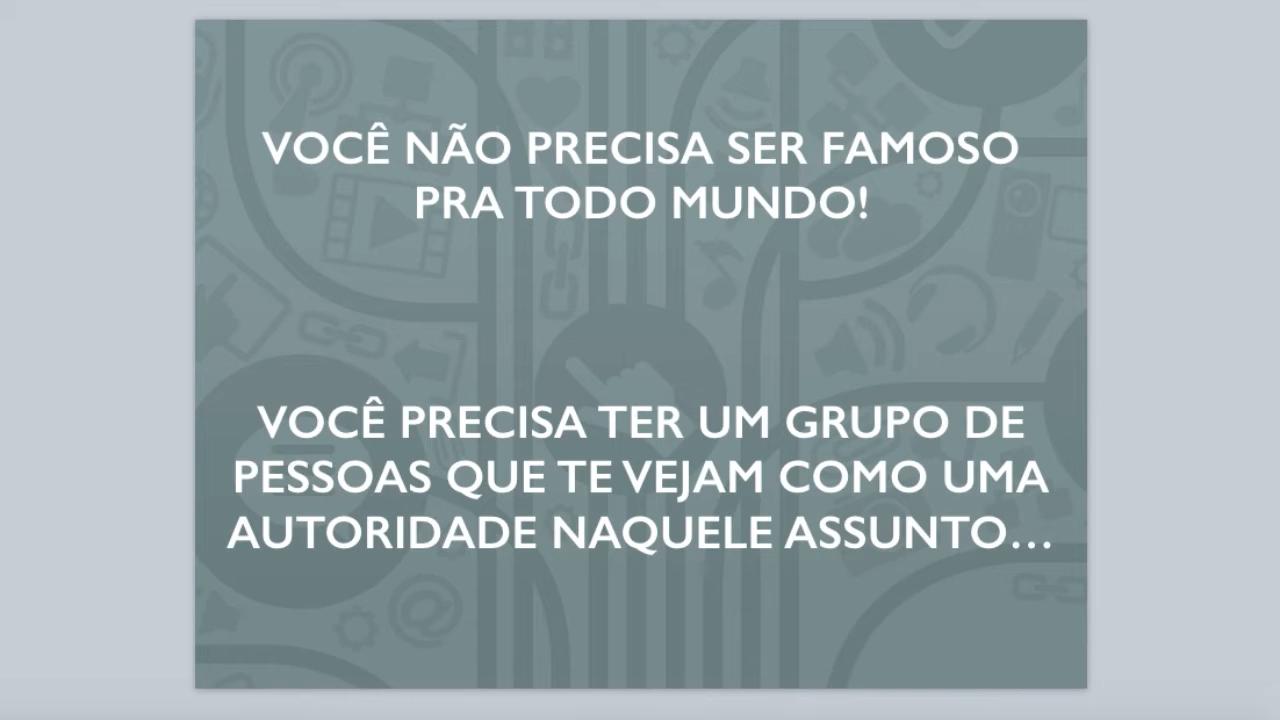 VOCÊ NÃO PRECISA SER FAMOSO
PRA TODO MUNDO!
VOCÊ PRECISA TER UM GRUPO DE
PESSOAS QUE TE VEJAM COMO UMA
AUTORIDADE NAQUELE ASSUNTO...